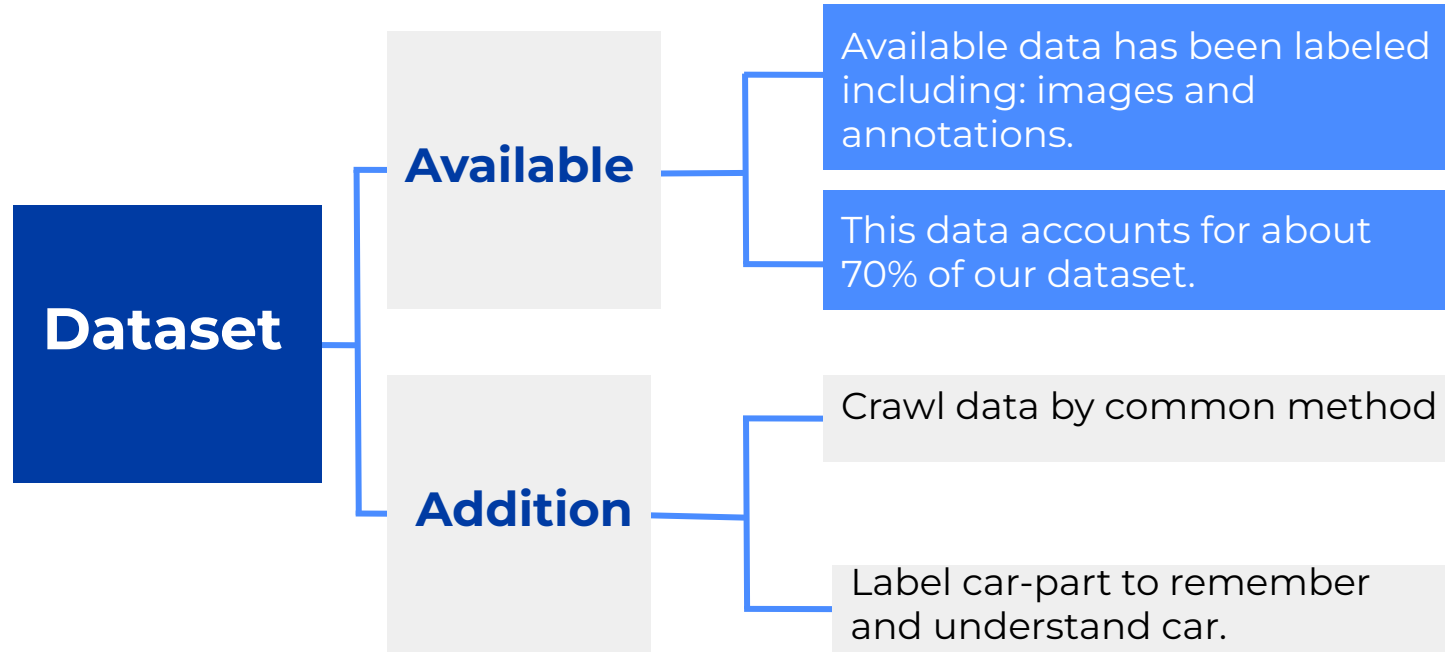 Dataset
Available
Available data has been labeled
including: images and
annotations.
This data accounts for about
70% of our dataset.
Addition
Crawl data by common method
Label car-part to remember
and understand car.